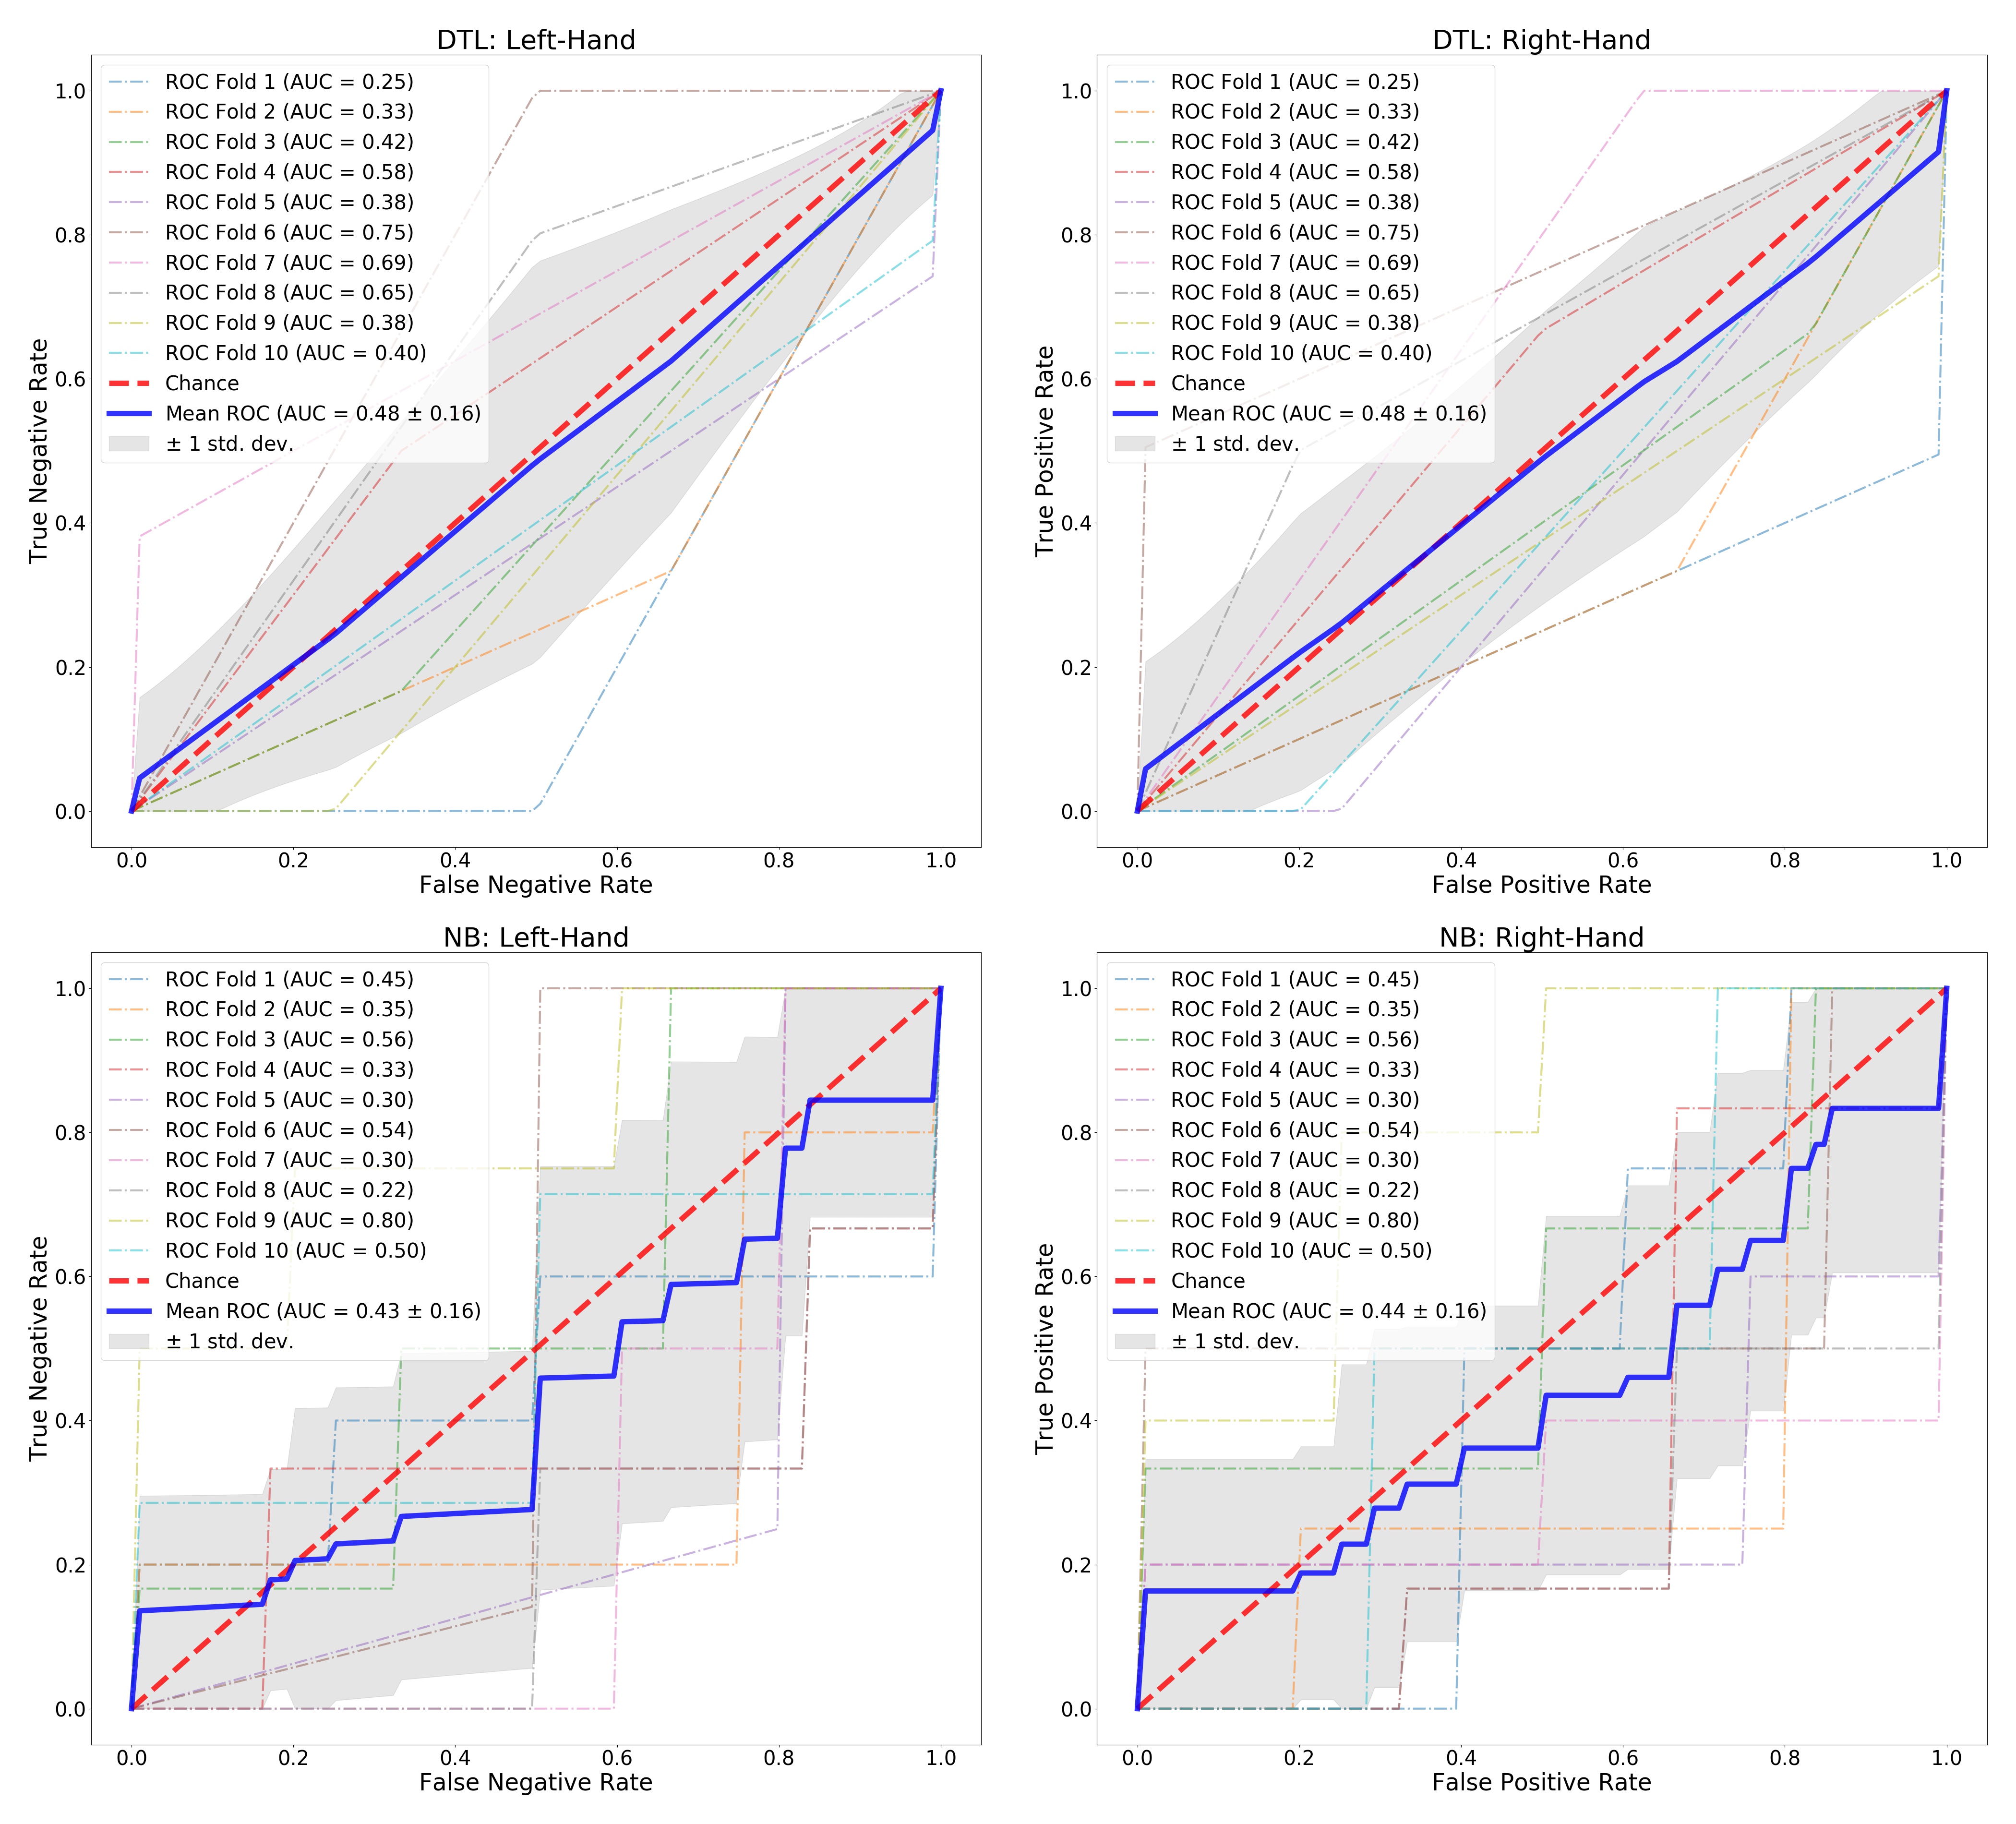 DTL: Left-Hand
ROC Fold 1 (AUC = 0.25)
ROC Fold 2 (AUC = 0.33)
ROC Fold 3 (AUC = 0.42)
ROC Fold 4 (AUC = 0.58)
ROC Fold 5 (AUC = 0.38)
ROC Fold 6 (AUC = 0.75)
ROC Fold 7 (AUC = 0.69)
ROC Fold 8 (AUC = 0.65)
ROC Fold 9 (AUC = 0.38)
ROC Fold 10 (AUC = 0.40)
Chance
Mean ROC (AUC = 0.48 ± 0.16)
± 1 std. dev.
True Negative Rate
1.0
0.8
0.6
0.4
0.2
0.0
0.0 0.2 0.4 0.6 0.8 1.0
False Negative Rate
DTL: Right-Hand
ROC Fold 1 (AUC = 0.25)
ROC Fold 2 (AUC = 0.33)
ROC Fold 3 (AUC = 0.42)
ROC Fold 4 (AUC = 0.58)
ROC Fold 5 (AUC = 0.38)
ROC Fold 6 (AUC = 0.75)
ROC Fold 7 (AUC = 0.69)
ROC Fold 8 (AUC = 0.65)
ROC Fold 9 (AUC = 0.38)
ROC Fold 10 (AUC = 0.40)
Chance
Mean ROC (AUC = 0.48 ± 0.16)
± 1 std. dev.
True Positive Rate
1.0
0.8
0.6
0.4
0.2
0.0
0.0 0.2 0.4 0.6 0.8 1.0
False Positive Rate
NB: Left-Hand
ROC Fold 1 (AUC = 0.45)
ROC Fold 2 (AUC = 0.35)
ROC Fold 3 (AUC = 0.56)
ROC Fold 4 (AUC = 0.33)
ROC Fold 5 (AUC = 0.30)
ROC Fold 6 (AUC = 0.54)
ROC Fold 7 (AUC = 0.30)
ROC Fold 8 (AUC = 0.22)
ROC Fold 9 (AUC = 0.80)
ROC Fold 10 (AUC = 0.50)
Chance
Mean ROC (AUC = 0.43 ± 0.16)
± 1 std. dev.
True Negative Rate
1.0
0.8
0.6
0.4
0.2
0.0
0.0 0.2 0.4 0.6 0.8 1.0
False Negative Rate
NB: Right-Hand
ROC Fold 1 (AUC = 0.45)
ROC Fold 2 (AUC = 0.35)
ROC Fold 3 (AUC = 0.56)
ROC Fold 4 (AUC = 0.33)
ROC Fold 5 (AUC = 0.30)
ROC Fold 6 (AUC = 0.54)
ROC Fold 7 (AUC = 0.30)
ROC Fold 8 (AUC = 0.22)
ROC Fold 9 (AUC = 0.80)
ROC Fold 10 (AUC = 0.50)
Chance
Mean ROC (AUC = 0.44 ± 0.16)
± 1 std. dev.
True Positive Rate
1.0
0.8
0.6
0.4
0.2
0.0
0.0 0.2 0.4 0.6 0.8 1.0
False Positive Rate